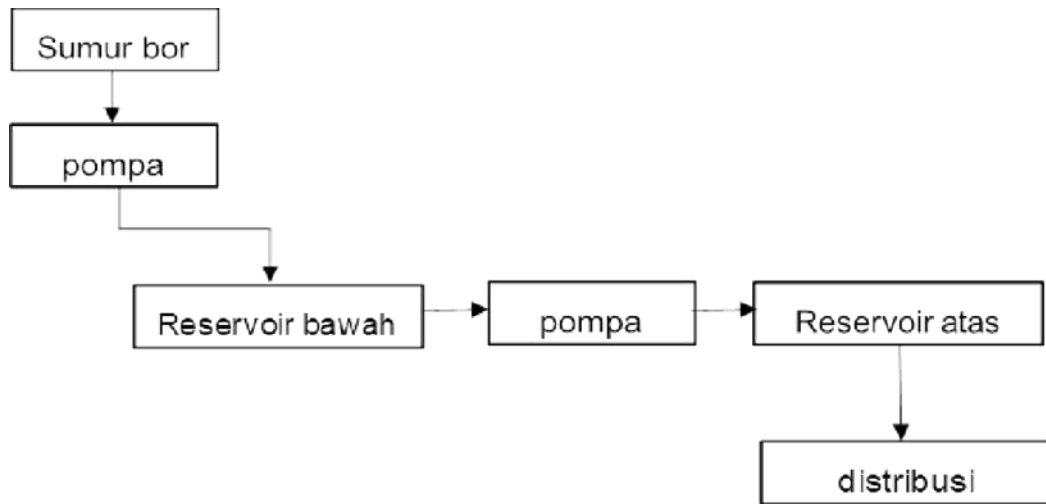 Sumur bor
pompa
Reservoir bawah
pompa
Reservoir atas
distribusi